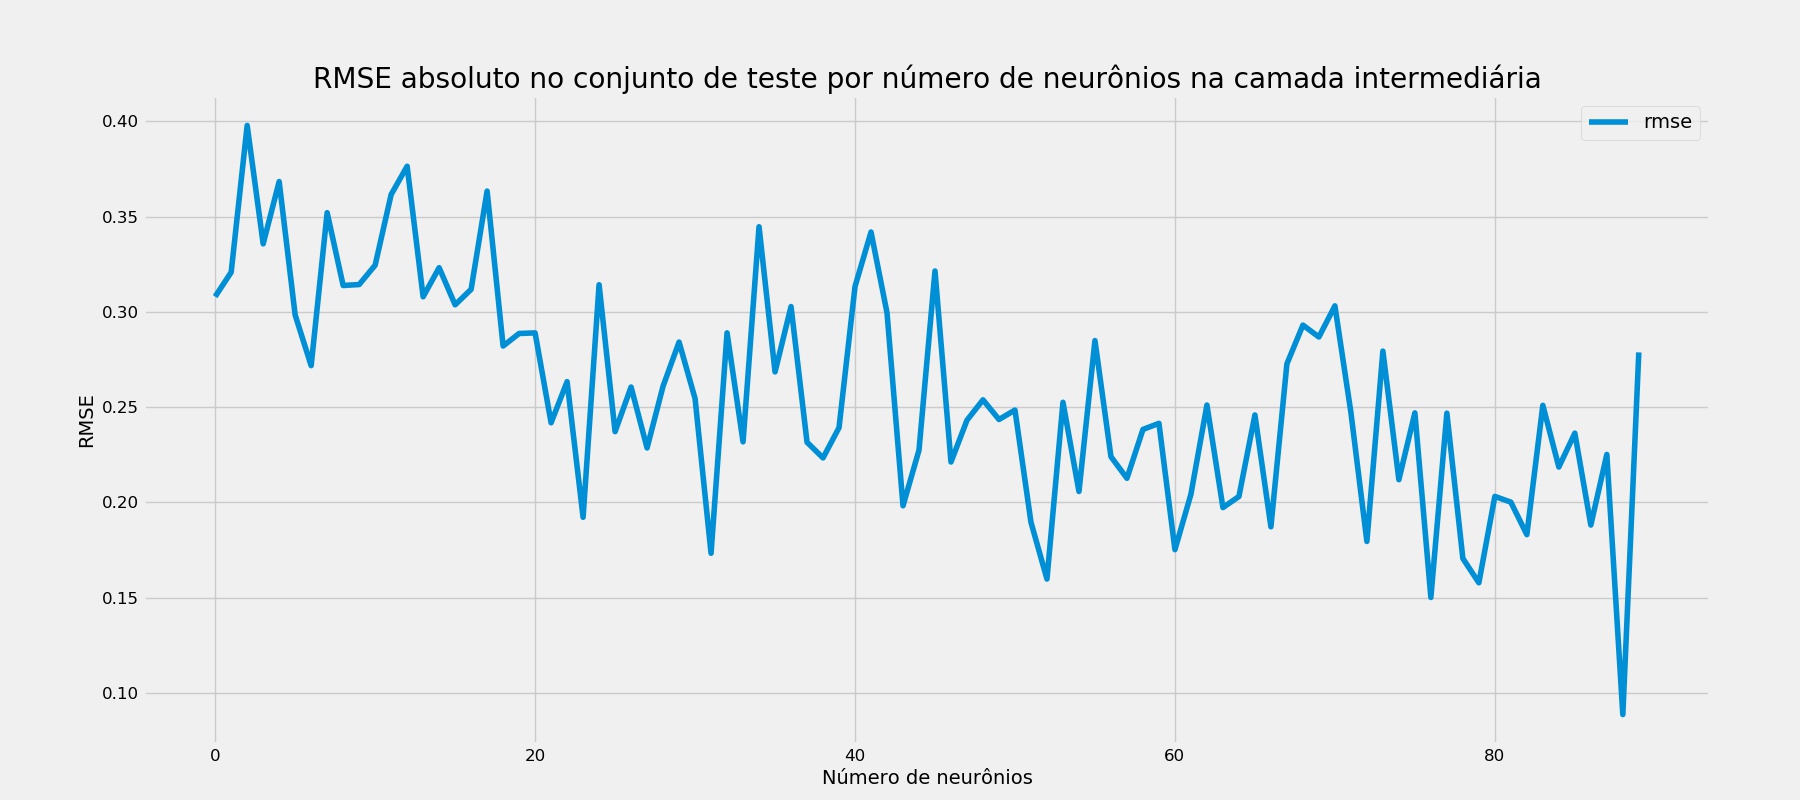 RMSE absoluto no conjunto de teste por número de neurônios na camada intermediária
rmse
0.40
0.35
0.30
0.25
0.20
0.15
0.10
RMSE
0 20 40 60 80
Número de neurônios